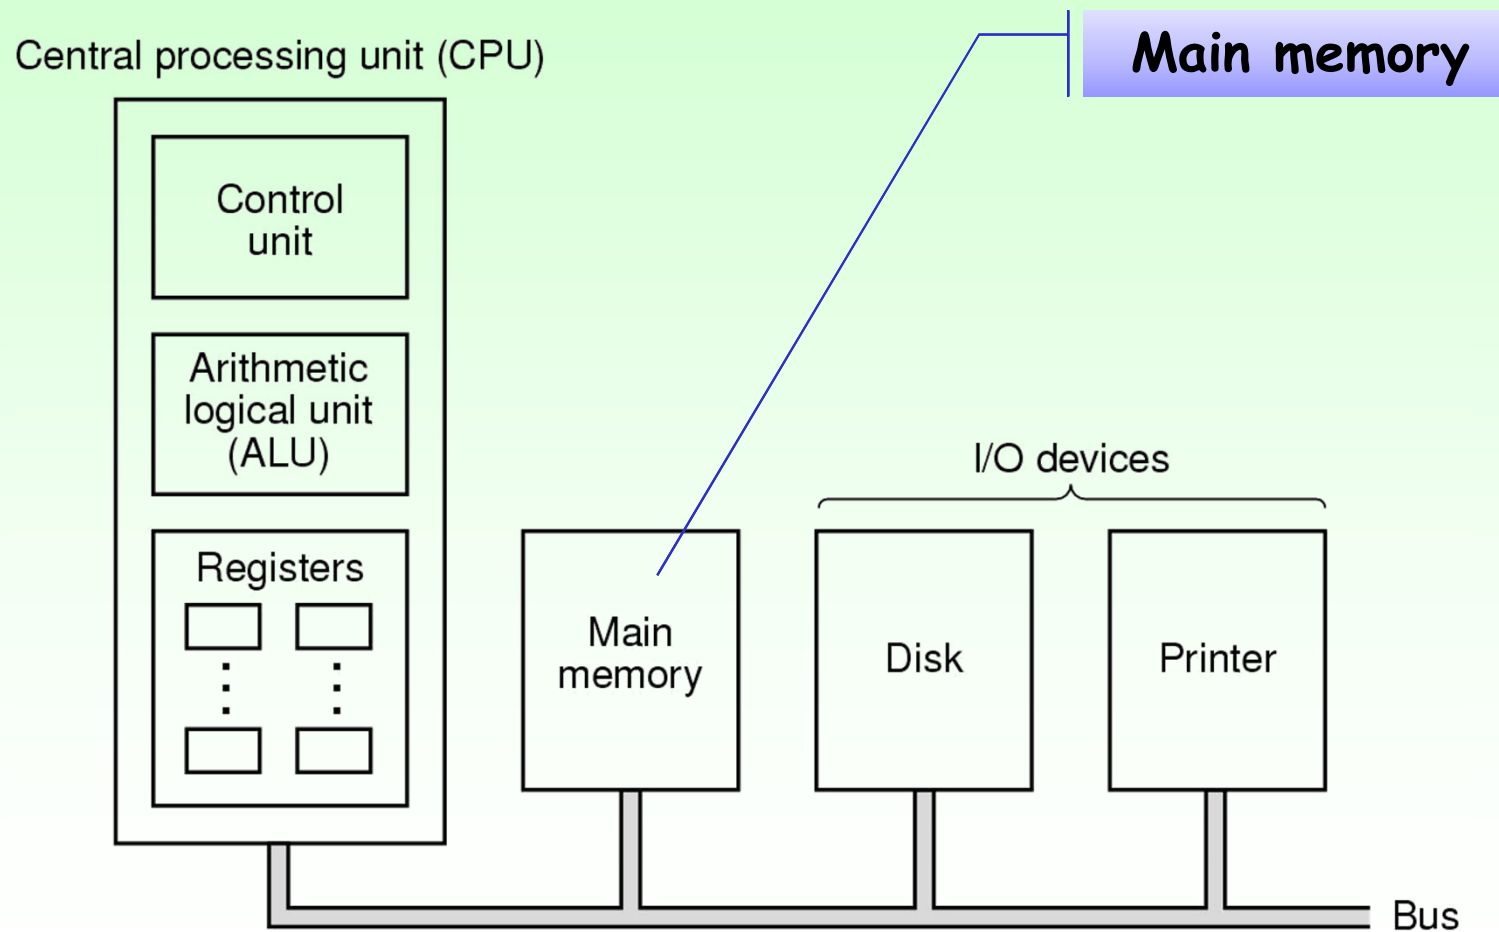 Main memory
Central processing unit (CPU)
Control
unit
Arithmetic
logical unit
(ALU)
Registers
I/O devices
Main
memory
Disk
Printer
Bus